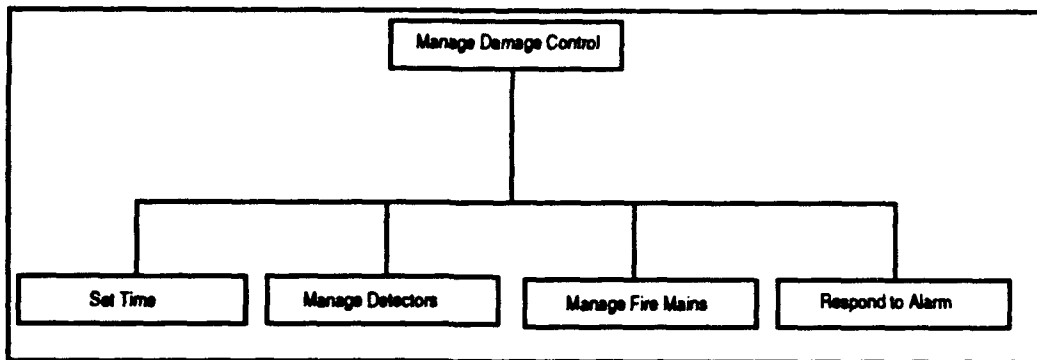 Manage Damage Control
Set Time
Manage Detectors
Manage Fire Mains
Respond to Alarm